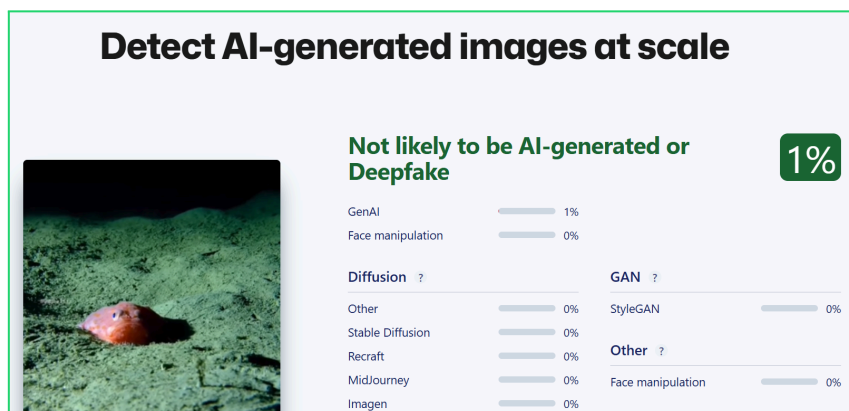 Detect AI-generated images at scale
Not likely to be AI-generated or
Deepfake
1%
GenAI 1%
Face manipulation 0%
Diffusion ?
Other 0%
Stable Diffusion 0%
Recraft 0%
MidJourney 0%
Imagen 0%
GAN ?
StyleGAN 0%
Other ?
Face manipulation 0%